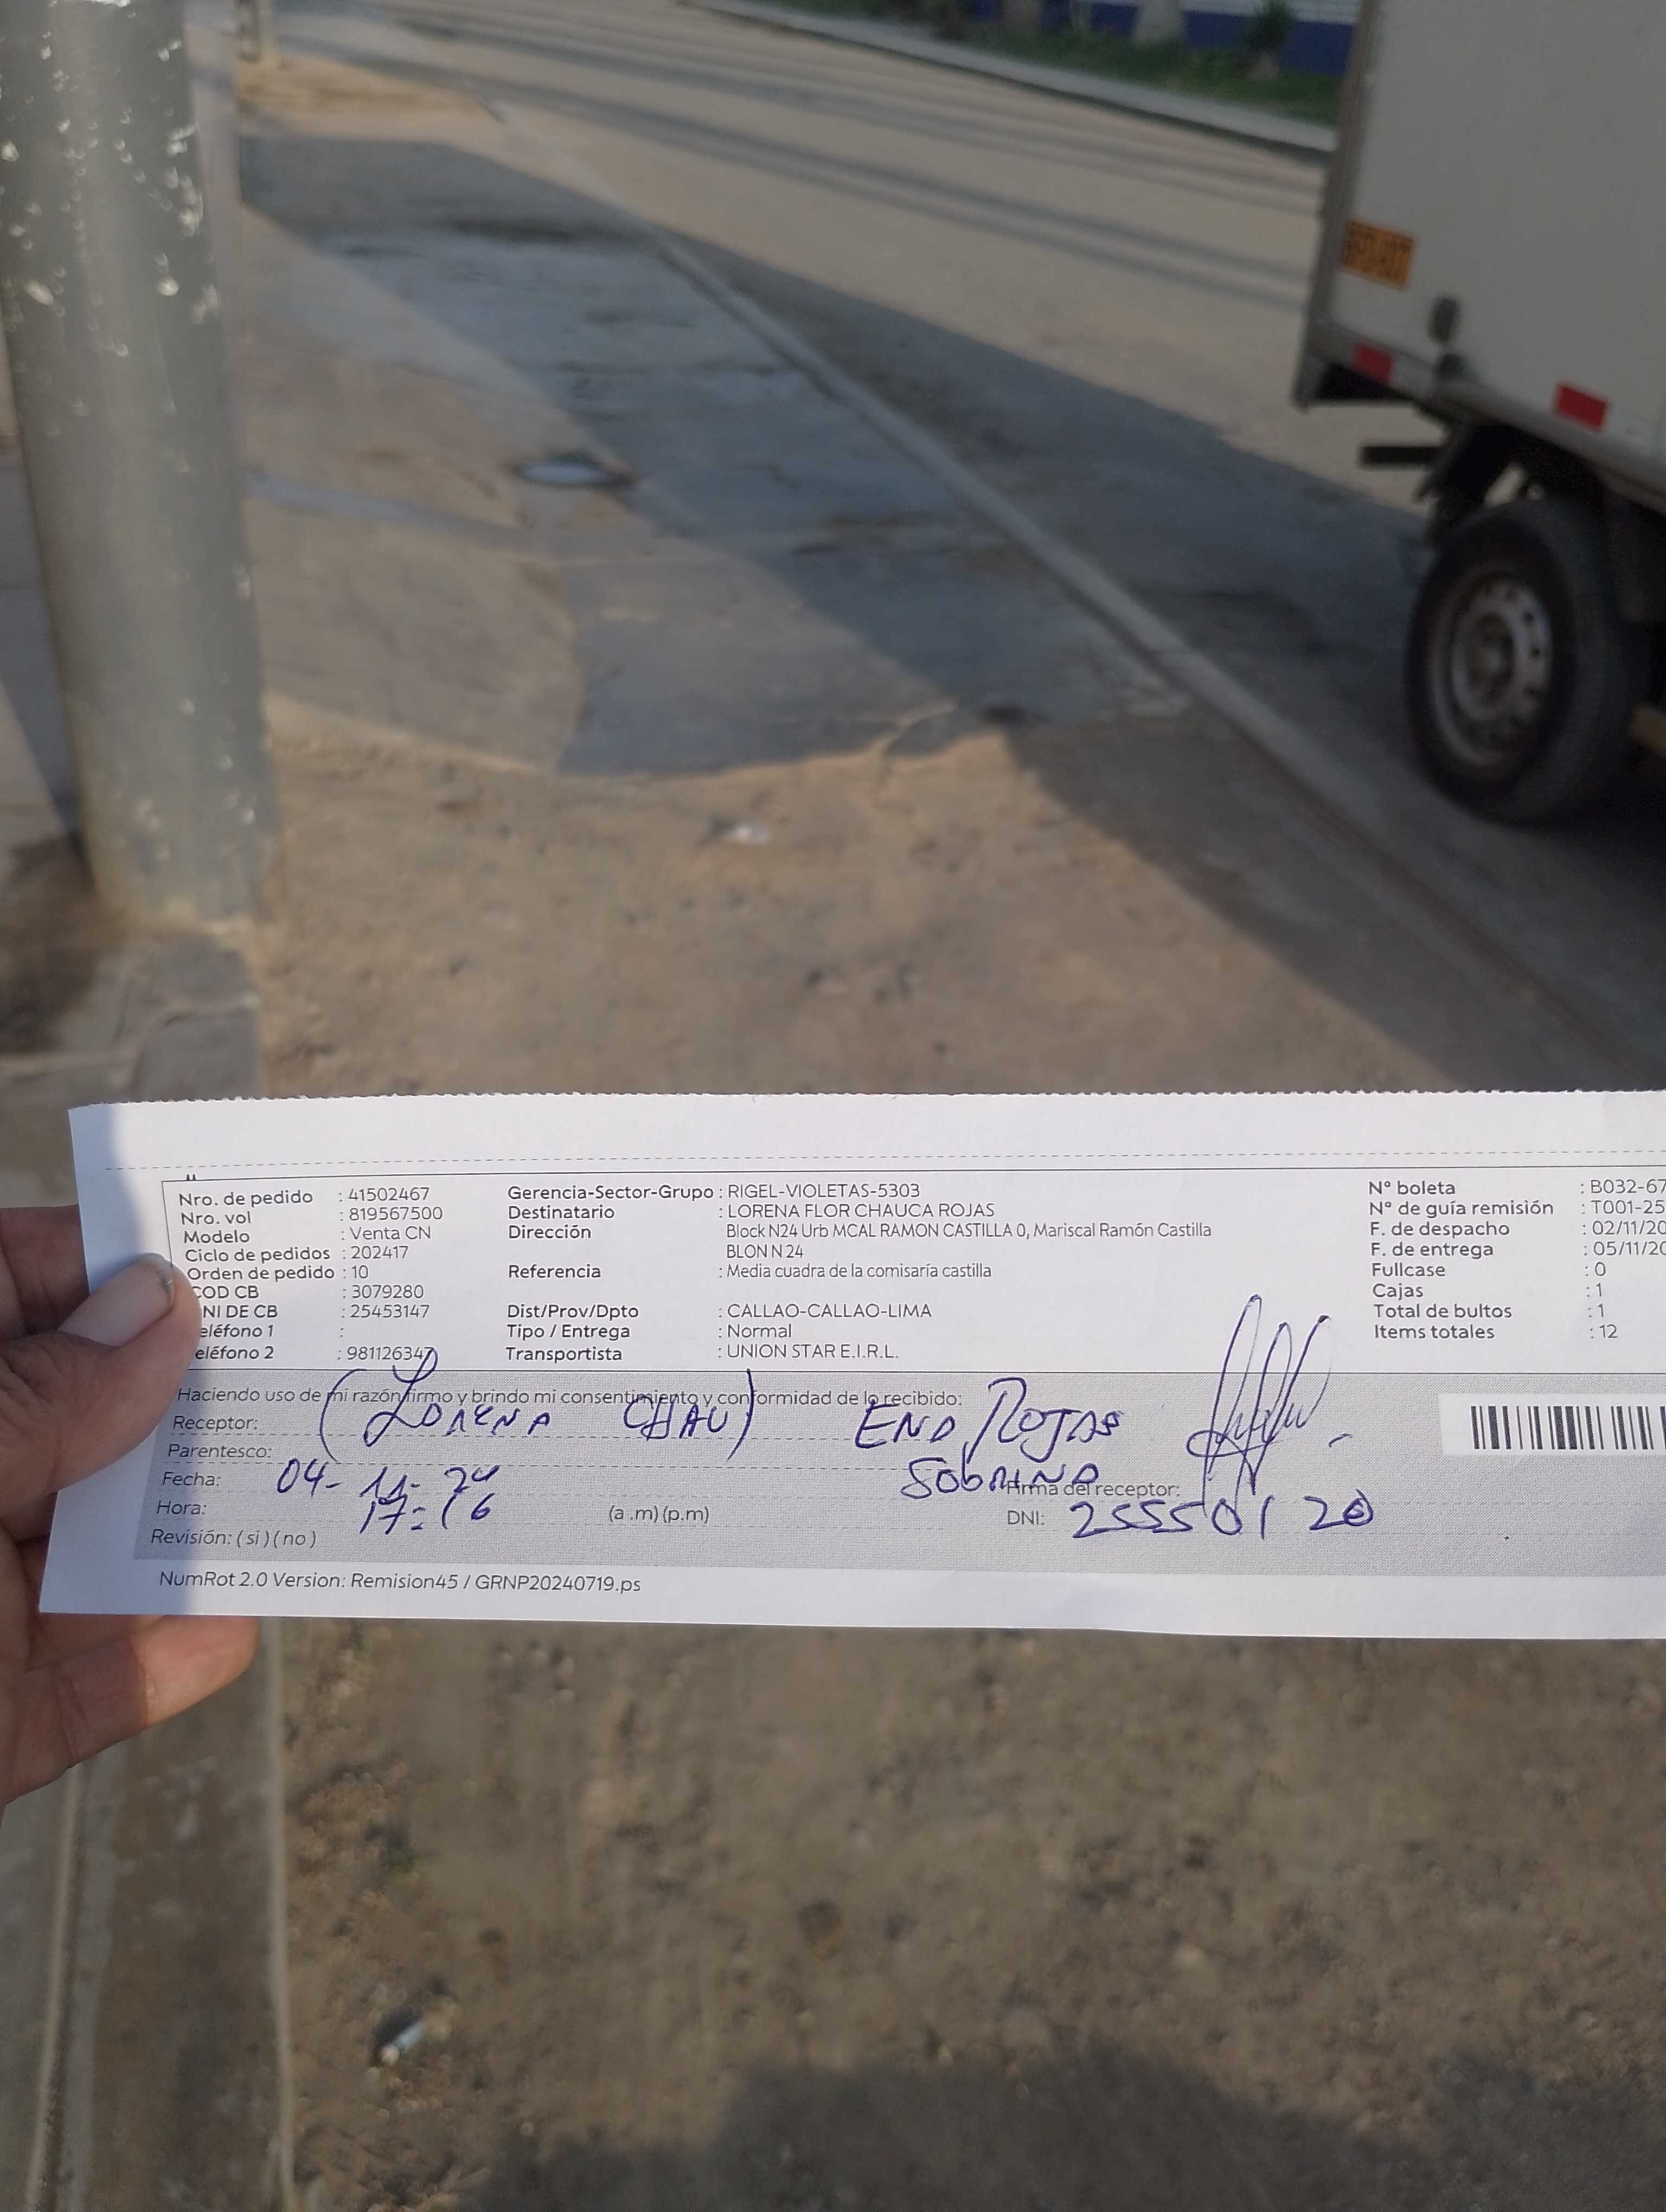 Nro. de pedido : 41502467
Nro. vol : 819567500
Modelo : Venta CN
Ciclo de pedidos : 202417
Orden de pedido : 10
COD CB : 3079280
NI DE CB : 25453147
eléfono 1 :
eléfono 2 : 981126347
Gerencia-Sector-Grupo : RIGEL-VIOLETAS-5303
Destinatario : LORENA FLOR CHAUCA ROJAS
Dirección Block N24 Urb MCAL RAMON CASTILLA 0, Mariscal Ramón Castilla
BLON N 24
Referencia : Media cuadra de la comisaría castilla
Dist/Prov/Dpto : CALLAO-CALLAO-LIMA
Tipo / Entrega : Normal
Transportista : UNION STAR E.I.R.L.
N° boleta : B032-67
N° de guía remisión : T001-25
F. de despacho : 02/11/20
F. de entrega : 05/11/20
Fullcase : 0
Cajas : 1
Total de bultos : 1
Items totales : 12
Haciendo uso de mi razón firmo y brindo mi consentimiento y conformidad de lo recibido:
Receptor: (LORENA CHAU) ROJAS
Parentesco: SOBRINA
Fecha: 04-11-24
Firma del receptor:
Hora: 17:16 (a .m) (p.m)
DNI: 25550120
Revisión: ( si ) ( no )
NumRot 2.0 Version: Remision45 / GRNP20240719.ps